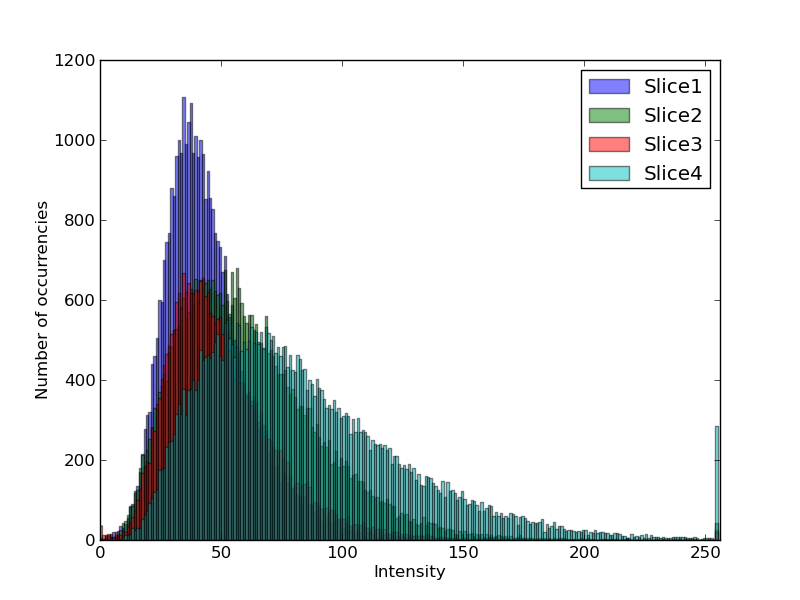 1200
1000
800
600
400
200
0
Number of occurrencies
0 50 100 150 200 250
Intensity
Slice1
Slice2
Slice3
Slice4